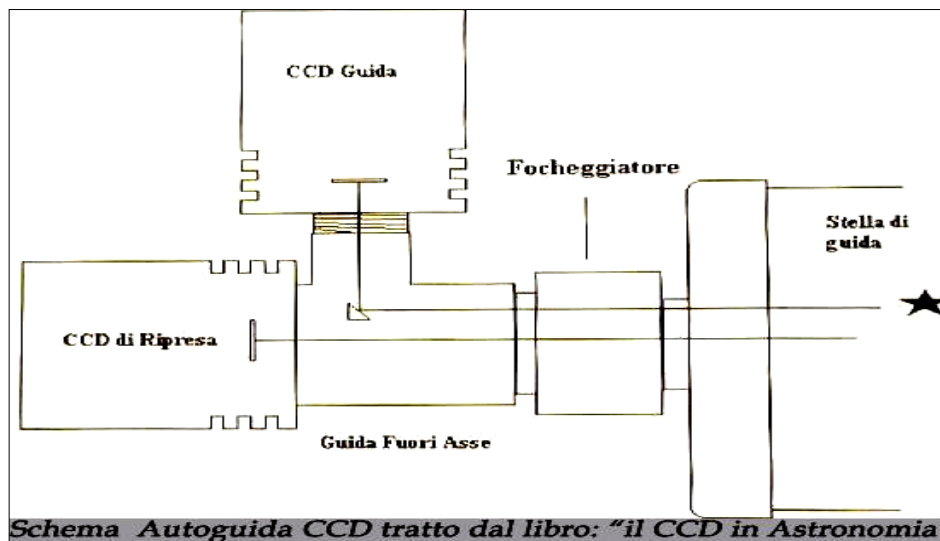 CCD Guida
Focheggiatore
Stella di
guida
CCD di Ripresa
Guida Fuori Asse
Schema Autoguida CCD tratto dal libro: "il CCD in Astronomia